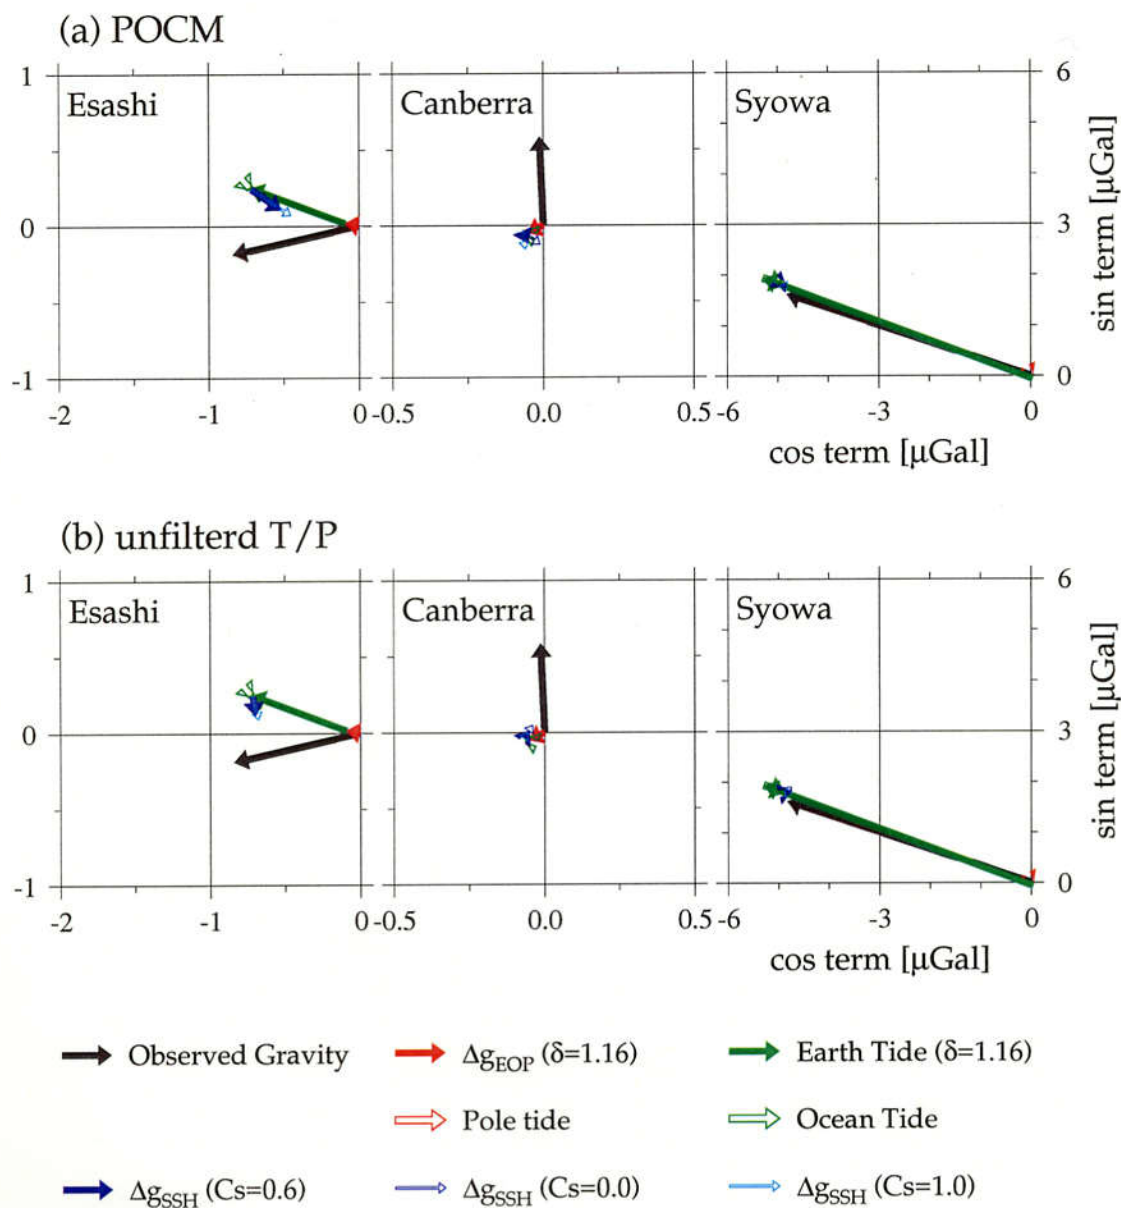 (a) POCM
Esashi Canberra Syowa
1 0 -1
6 3 0
sin term [μGal]
-2 -1 0 -0.5 0.0 0.5 -6 -3 0
cos term [μGal]
(b) unfilterd T/P
Esashi Canberra Syowa
1 0 -1
6 3 0
sin term [μGal]
-2 -1 0 -0.5 0.0 0.5 -6 -3 0
cos term [μGal]
Observed Gravity ΔgEOP (δ=1.16) Earth Tide (δ=1.16)
Pole tide Ocean Tide
ΔgSSH (Cs=0.6) ΔgSSH (Cs=0.0) ΔgSSH (Cs=1.0)